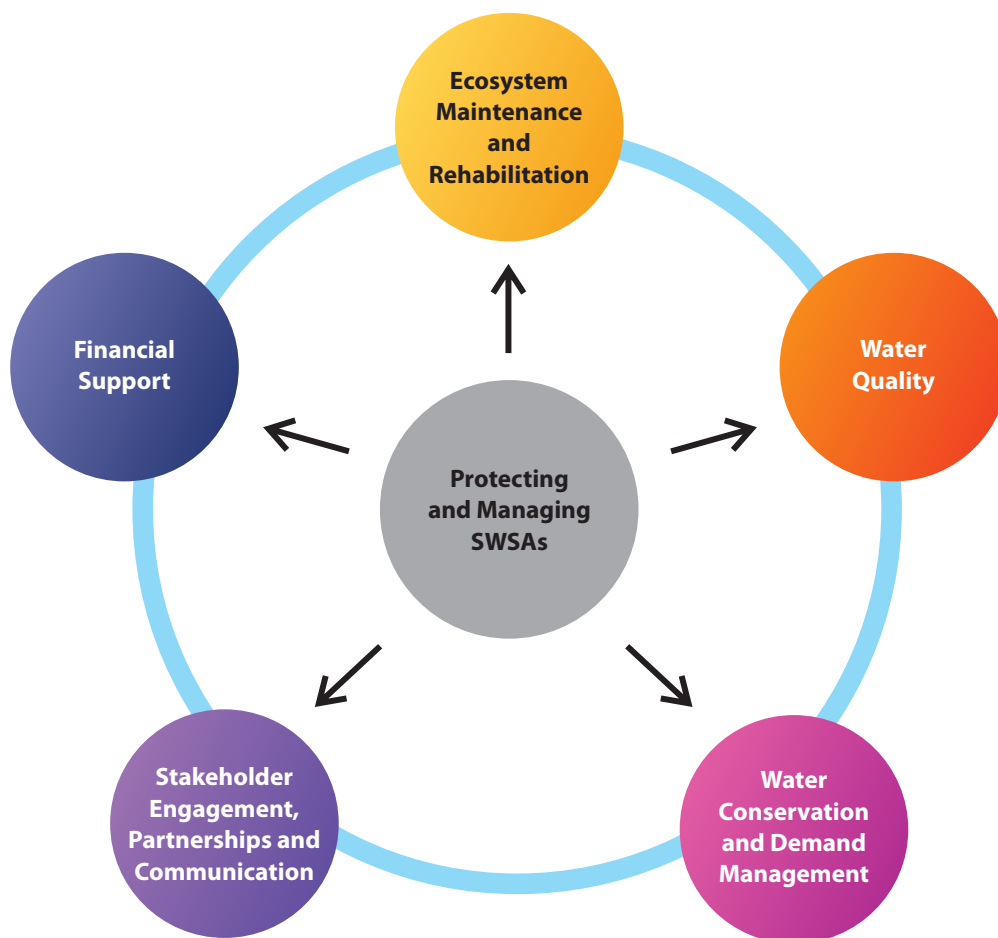 Ecosystem
Maintenance
and
Rehabilitation
Financial
Support
Water
Quality
Protecting
and Managing
SWSAs
Stakeholder
Engagement,
Partnerships and
Communication
Water
Conservation
and Demand
Management